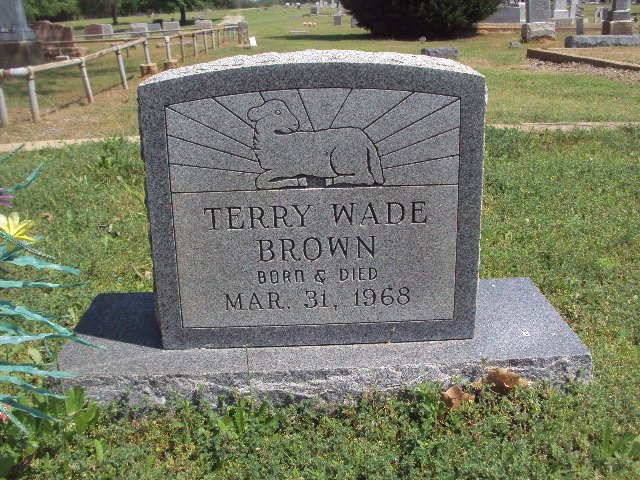 TERRY WADE
BROWN
BORN & DIED
MAR. 31, 1968